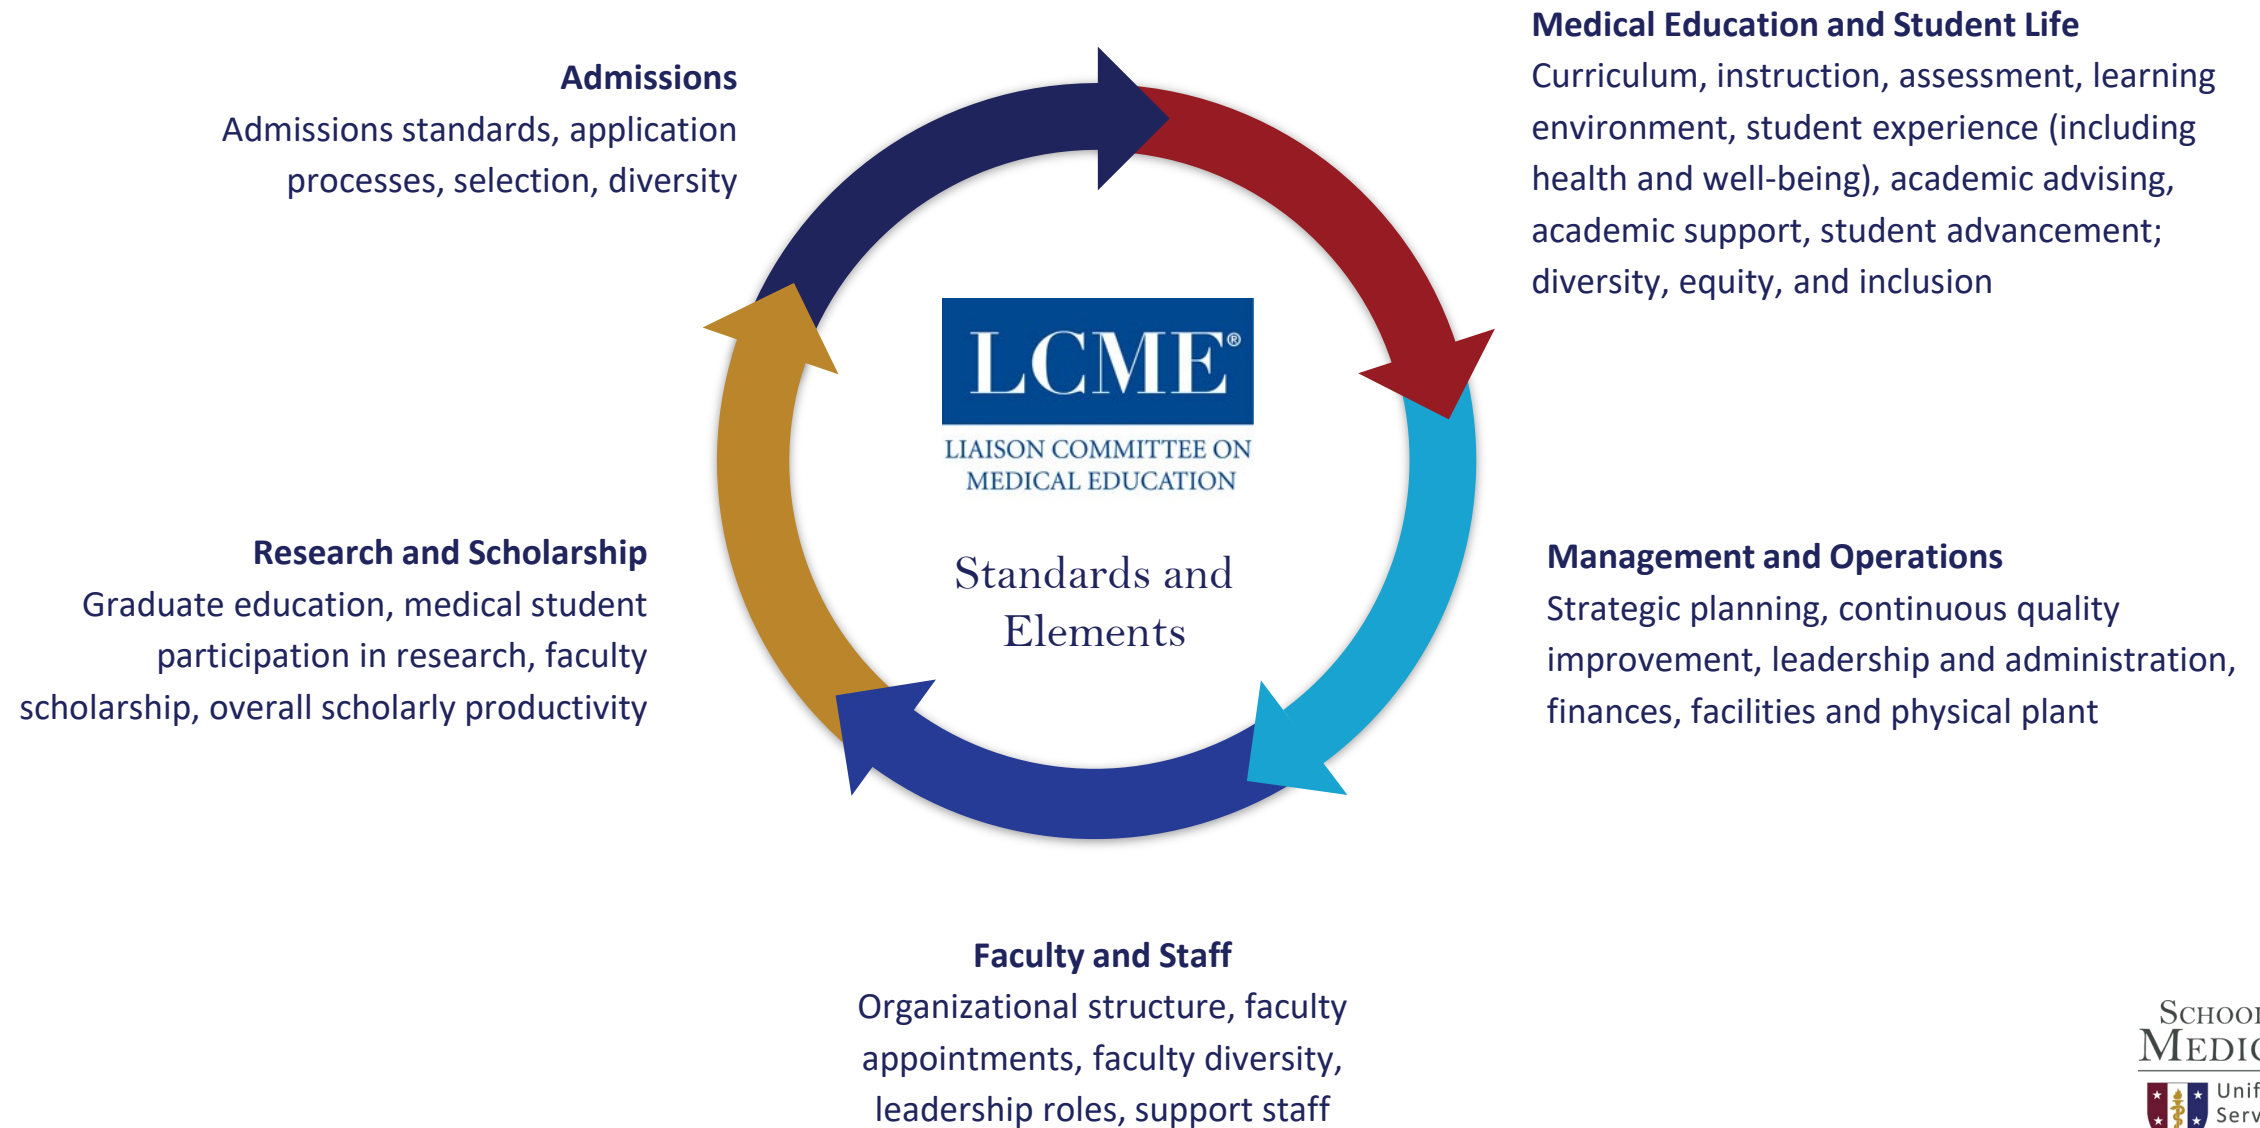 Admissions
Admissions standards, application
processes, selection, diversity
Medical Education and Student Life
Curriculum, instruction, assessment, learning
environment, student experience (including
health and well-being), academic advising,
academic support, student advancement;
diversity, equity, and inclusion
LCME®
LIAISON COMMITTEE ON
MEDICAL EDUCATION
Standards and
Elements
Research and Scholarship
Graduate education, medical student
participation in research, faculty
scholarship, overall scholarly productivity
Management and Operations
Strategic planning, continuous quality
improvement, leadership and administration,
finances, facilities and physical plant
Faculty and Staff
Organizational structure, faculty
appointments, faculty diversity,
leadership roles, support staff